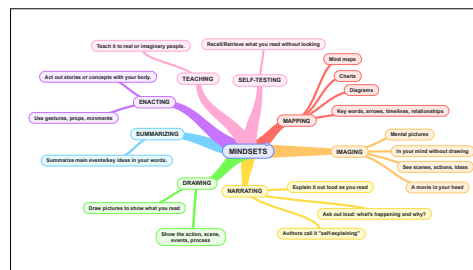 Teach it to real or imaginary people.
Recall/Retrieve what you read without looking
Mind maps
Act out stories or concepts with your body.
TEACHING
SELF-TESTING
Charts
Diagrams
ENACTING
Key words, arrows, timelines, relationships
Use gestures, props, movments
MAPPING
SUMMARIZING
Mental pictures
MINDSETS
IMAGING
In your mind without drawing
Summarize main events/key ideas in your words.
See scenes, actions, ideas
DRAWING
NARRATING
Explain it out loud as you read
A movie in your head
Draw pictures to show what you read
Ask out loud: what's happening and why?
Show the action, scene,
events, process
Authors call it "self-explaining"